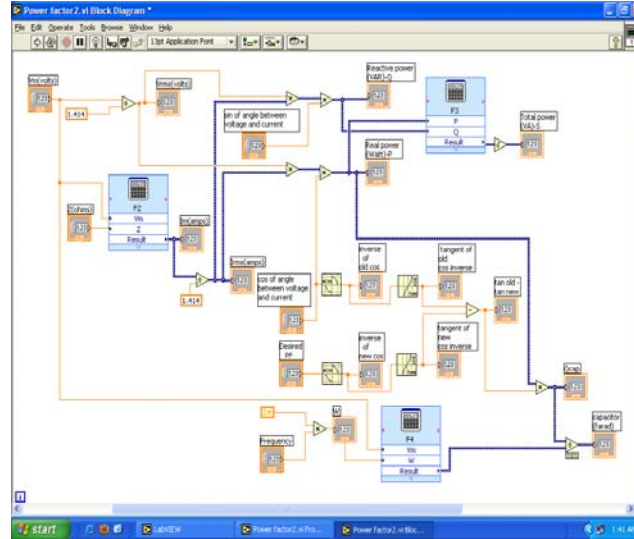 Power factor2.vi Block Diagram *
File Edit Operate Tools Browse Window Help
13pt Application Font
Vm(volts)
1.414
Vrms(volts)
sin of angle between
voltage and current
Reactive power
(VAR)-Q
F3
P
Q
Result
Total power
(VA)-S
Real power
(Watt)-P
Z(ohms)
F2
Vm
Z
Result
Im(amps)
1.414
Irms(amps)
cos of angle
between voltage
and current
inverse
of
old cos
tangent of
old
cos inverse
tan old -
tan new
Desired
PF
inverse
of
new cos
tangent of
new
cos inverse
Qcap
Frequency
W
F4
Vm
W
Result
capacitor
(farad)
start
LabVIEW
Power factor2.vi Fro...
Power factor2.vi Bloc...
1:41 AM